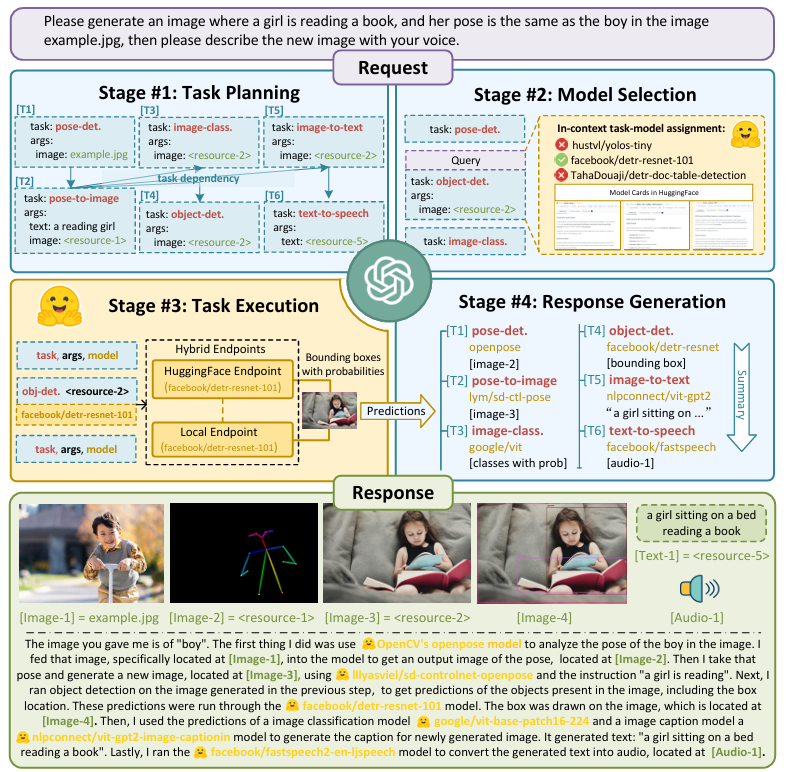 Please generate an image where a girl is reading a book, and her pose is the same as the boy in the image
example.jpg, then please describe the new image with your voice.
Request
Stage #1: Task Planning
[T1]
task: pose-det.
args:
image: example.jpg
[T3]
task: image-class.
args:
image: <resource-2>
[T5]
task: image-to-text
args:
image: <resource-2>
task dependency
[T2]
task: pose-to-image
args:
text: a reading girl
image: <resource-1>
[T4]
task: object-det.
args:
image: <resource-2>
[T6]
task: text-to-speech
args:
text: <resource-5>
Stage #2: Model Selection
task: pose-det.
Query
task: object-det.
args:
image: <resource-2>
task: image-class.
In-context task-model assignment:
hustvl/yolos-tiny
facebook/detr-resnet-101
TahaDouaji/detr-doc-table-detection
Model Cards in HuggingFace
Stage #3: Task Execution
task, args, model
obj-det. <resource-2>
facebook/detr-resnet-101
task, args, model
Hybrid Endpoints
HuggingFace Endpoint
(facebook/detr-resnet-101)
Local Endpoint
(facebook/detr-resnet-101)
Bounding boxes
with probabilities
Predictions
Stage #4: Response Generation
[T1] pose-det.
openpose
[image-2]
[T2] pose-to-image
lym/sd-ctl-pose
[image-3]
[T3] image-class.
google/vit
[classes with prob]
[T4] object-det.
facebook/detr-resnet
[bounding box]
[T5] image-to-text
nlpconnect/vit-gpt2
“ a girl sitting on ...”
[T6] text-to-speech
facebook/fastspeech
[audio-1]
Summary
Response
a girl sitting on a bed
reading a book
[Text-1] = <resource-5>
[Image-1] = example.jpg
[Image-2] = <resource-1>
[Image-3] = <resource-2>
[Image-4]
[Audio-1]
The image you gave me is of "boy". The first thing I did was use OpenCV's openpose model to analyze the pose of the boy in the image. I
fed that image, specifically located at [Image-1], into the model to get an output image of the pose, located at [Image-2]. Then I take that
pose and generate a new image, located at [Image-3], using lllyasviel/sd-controlnet-openpose and the instruction "a girl is reading". Next, I
ran object detection on the image generated in the previous step, to get predictions of the objects present in the image, including the box
location. These predictions were run through the facebook/detr-resnet-101 model. The box was drawn on the image, which is located at
[Image-4]. Then, I used the predictions of a image classification model google/vit-base-patch16-224 and a image caption model a
nlpconnect/vit-gpt2-image-captionin model to generate the caption for newly generated image. It generated text: "a girl sitting on a bed
reading a book". Lastly, I ran the facebook/fastspeech2-en-ljspeech model to convert the generated text into audio, located at [Audio-1].